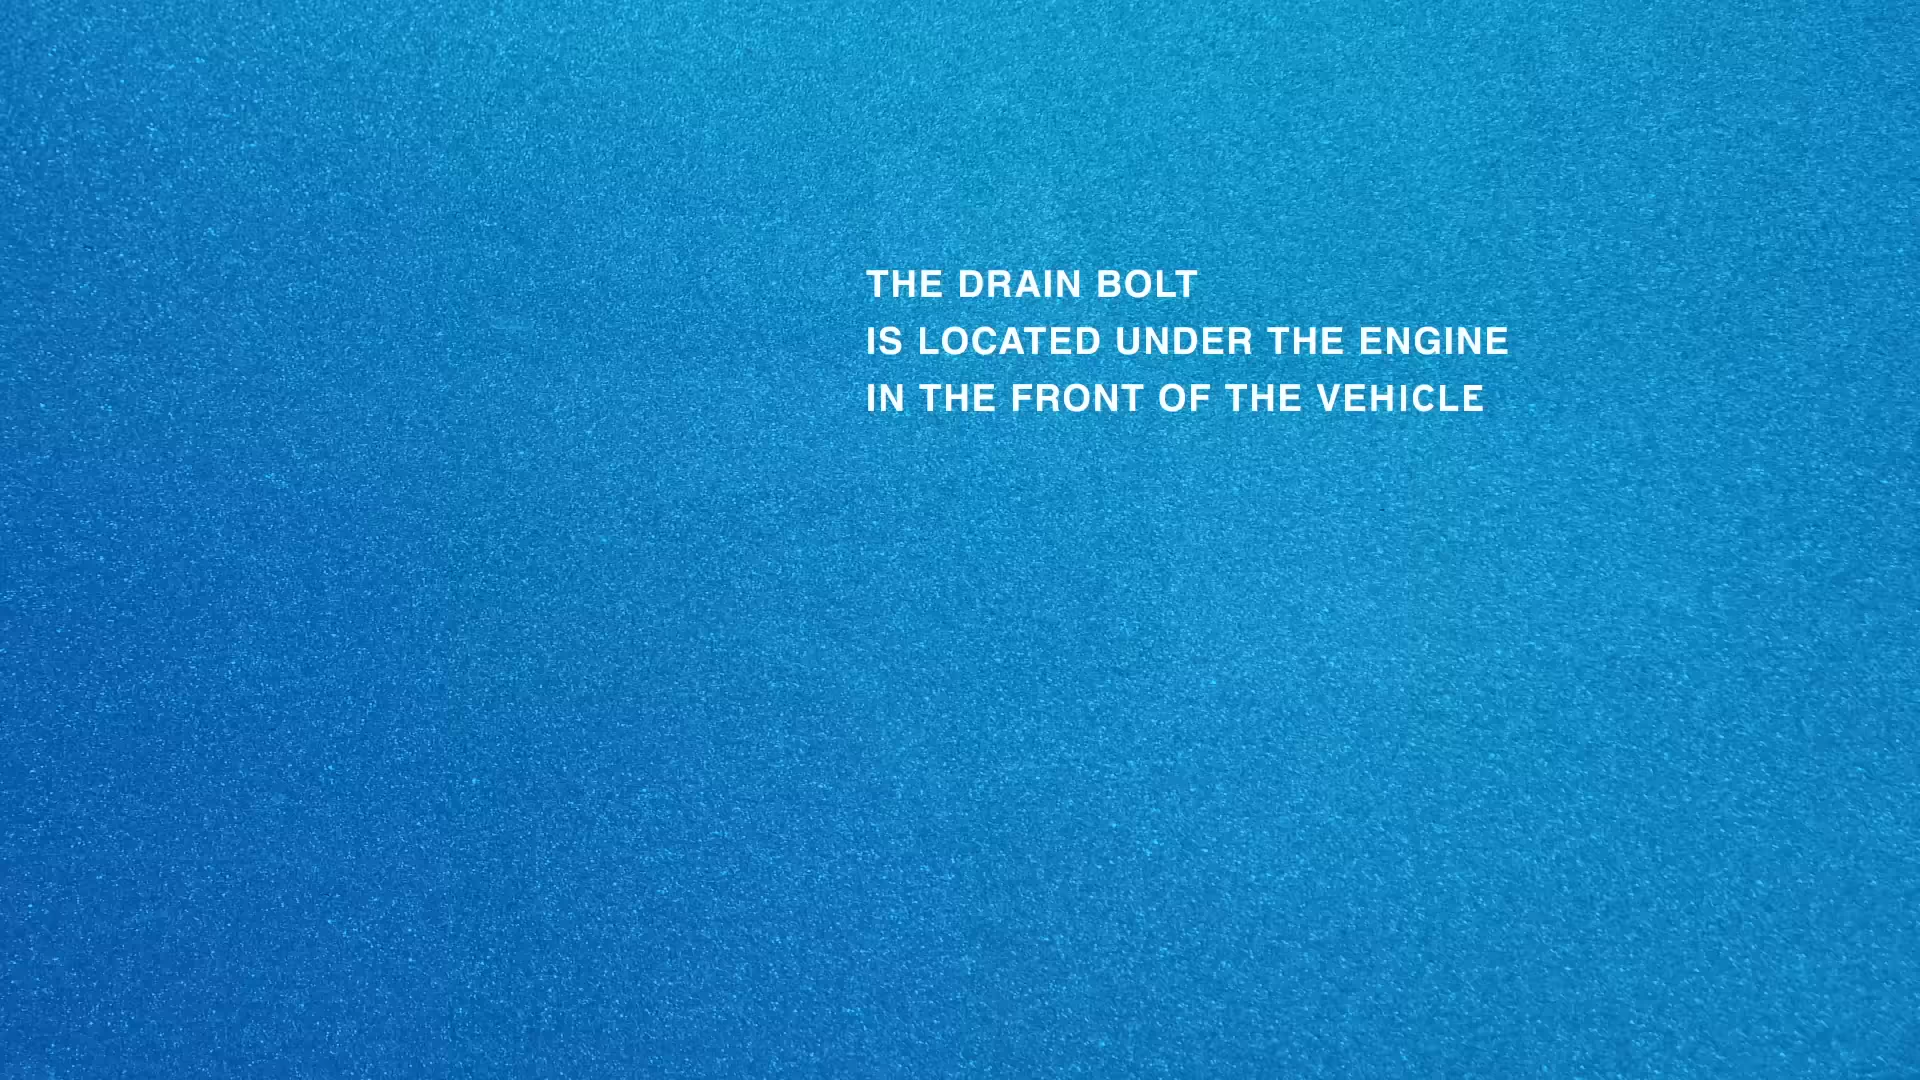 THE DRAIN BOLT
IS LOCATED UNDER THE ENGINE
IN THE FRONT OF THE VEHICLE